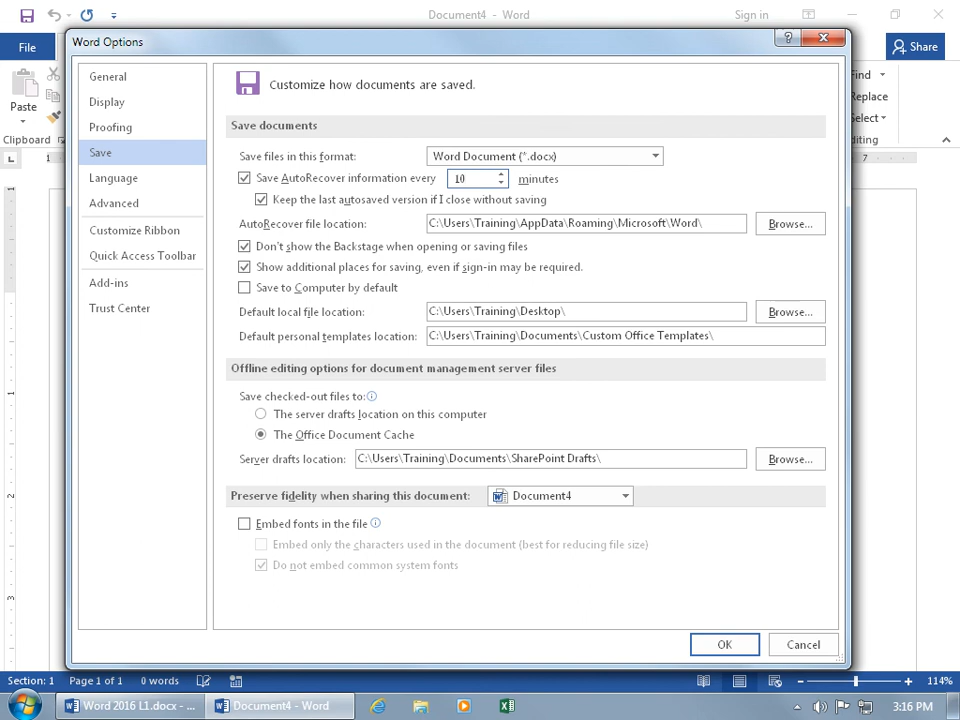 Document4 - Word
Sign in
Word Options
File
Share
General
Display
Proofing
Save
Language
Advanced
Customize Ribbon
Quick Access Toolbar
Add-ins
Trust Center
Paste
Clipboard
Find
Replace
Select
1
7
Customize how documents are saved.
Save documents
Save files in this format: Word Document (*.docx)
Save AutoRecover information every 10 minutes
Keep the last autosaved version if I close without saving
AutoRecover file location: C:\Users\Training\AppData\Roaming\Microsoft\Word\ Browse...
Don't show the Backstage when opening or saving files
Show additional places for saving, even if sign-in may be required.
Save to Computer by default
Default local file location: C:\Users\Training\Desktop\ Browse...
Default personal templates location: C:\Users\Training\Documents\Custom Office Templates\
Offline editing options for document management server files
Save checked-out files to:
The server drafts location on this computer
The Office Document Cache
Server drafts location: C:\Users\Training\Documents\SharePoint Drafts\ Browse...
Preserve fidelity when sharing this document: Document4
Embed fonts in the file
Embed only the characters used in the document (best for reducing file size)
Do not embed common system fonts
OK Cancel
1
1
2
3
Section: 1 Page 1 of 1 0 words 114%
Word 2016 L1.docx - ... Document4 - Word 3:16 PM